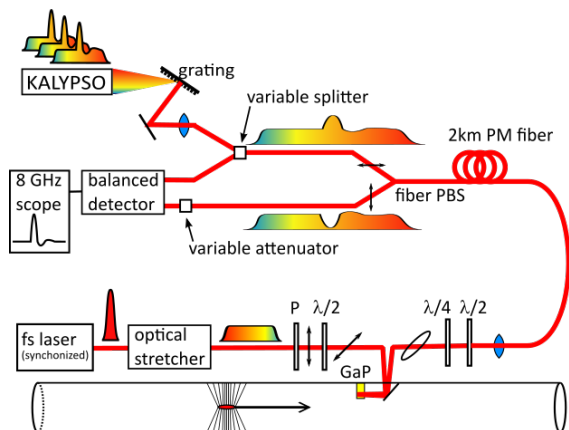 grating
KALYPSO
variable splitter
2km PM fiber
8 GHz
scope
balanced
detector
fiber PBS
variable attenuator
P λ/2
λ/4 λ/2
fs laser
(synchonized)
optical
stretcher
GaP